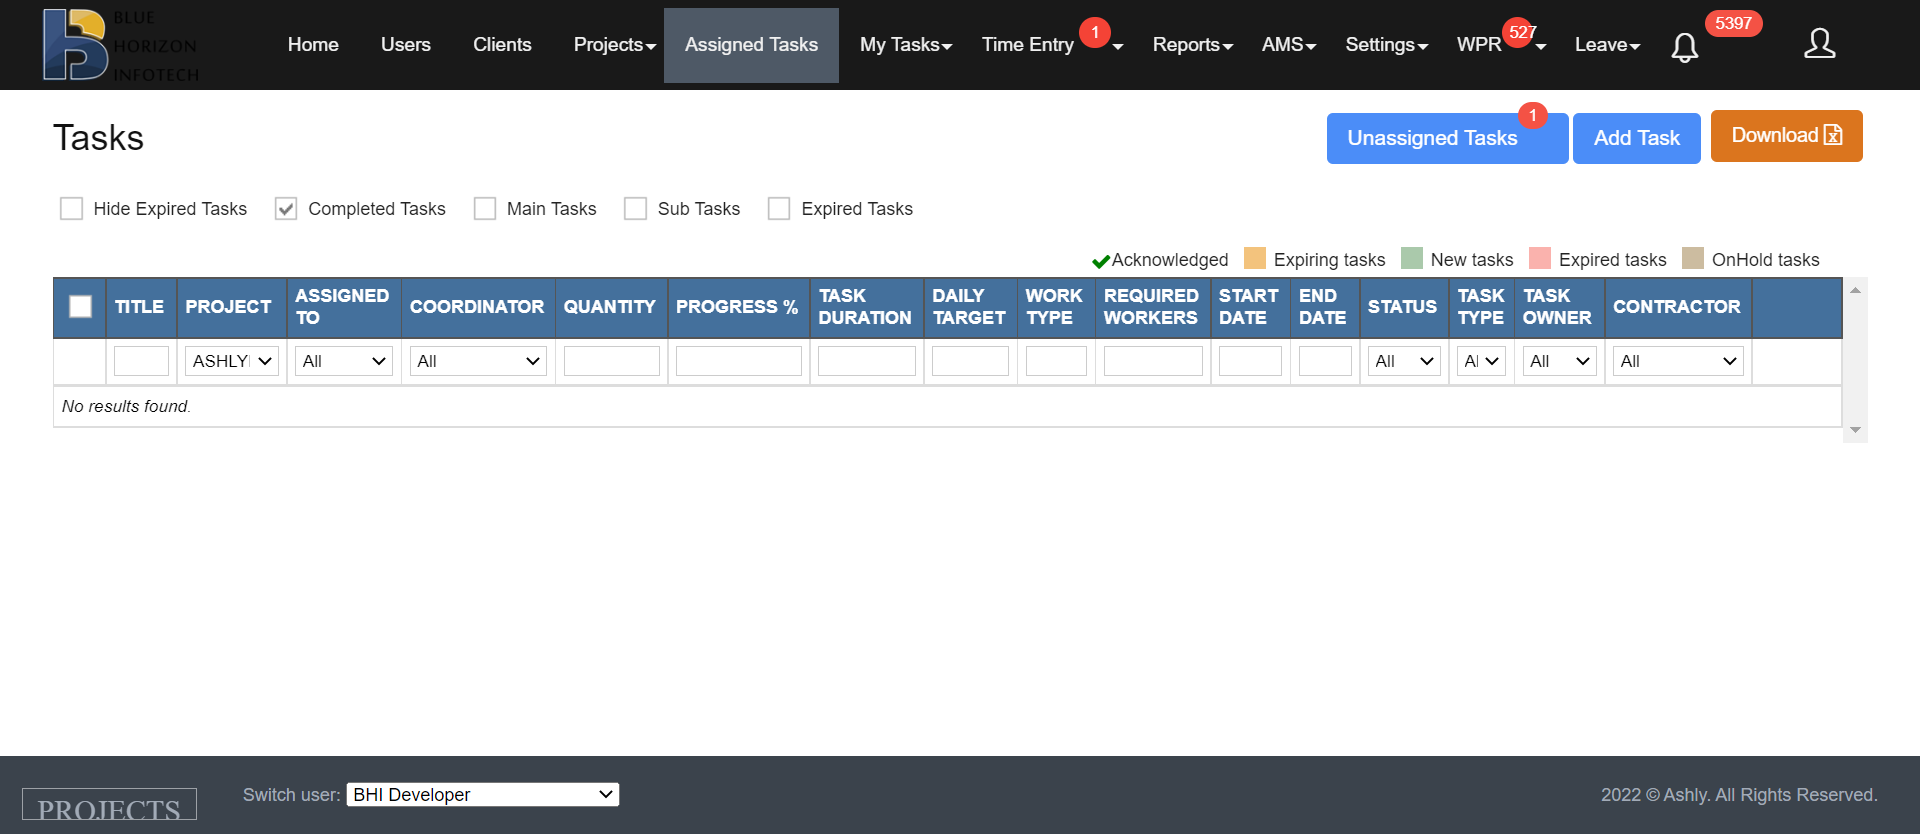 BLUE
HORIZON
INFOTECH
Home Users Clients Projects Assigned Tasks My Tasks Time Entry 1 Reports AMS Settings WPR 527 Leave 5397
Tasks
Unassigned Tasks 1 Add Task Download
Hide Expired Tasks Completed Tasks Main Tasks Sub Tasks Expired Tasks
Acknowledged Expiring tasks New tasks Expired tasks OnHold tasks
TITLE PROJECT ASSIGNED TO COORDINATOR QUANTITY PROGRESS % TASK DURATION DAILY TARGET WORK TYPE REQUIRED WORKERS START DATE END DATE STATUS TASK TYPE TASK OWNER CONTRACTOR
ASHLY All All All Al All All
No results found.
PROJECTS Switch user: BHI Developer 2022 © Ashly. All Rights Reserved.